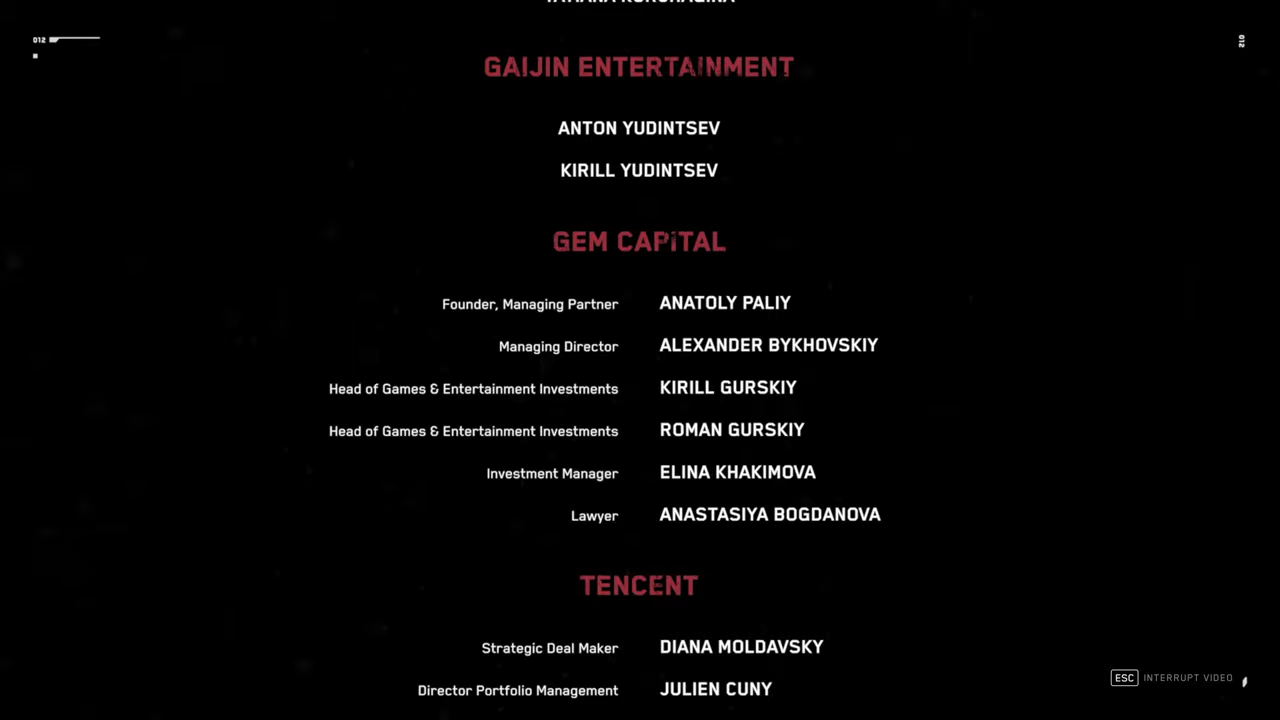 012
012
GAIJIN ENTERTAINMENT
ANTON YUDINTSEV
KIRILL YUDINTSEV
GEM CAPITAL
Founder, Managing Partner ANATOLY PALIY
Managing Director ALEXANDER BYKHOVSKIY
Head of Games & Entertainment Investments KIRILL GURSKIY
Head of Games & Entertainment Investments ROMAN GURSKIY
Investment Manager ELINA KHAKIMOVA
Lawyer ANASTASIYA BOGDANOVA
TENCENT
Strategic Deal Maker DIANA MOLDAVSKY
ESC INTERRUPT VIDEO
Director Portfolio Management JULIEN CUNY